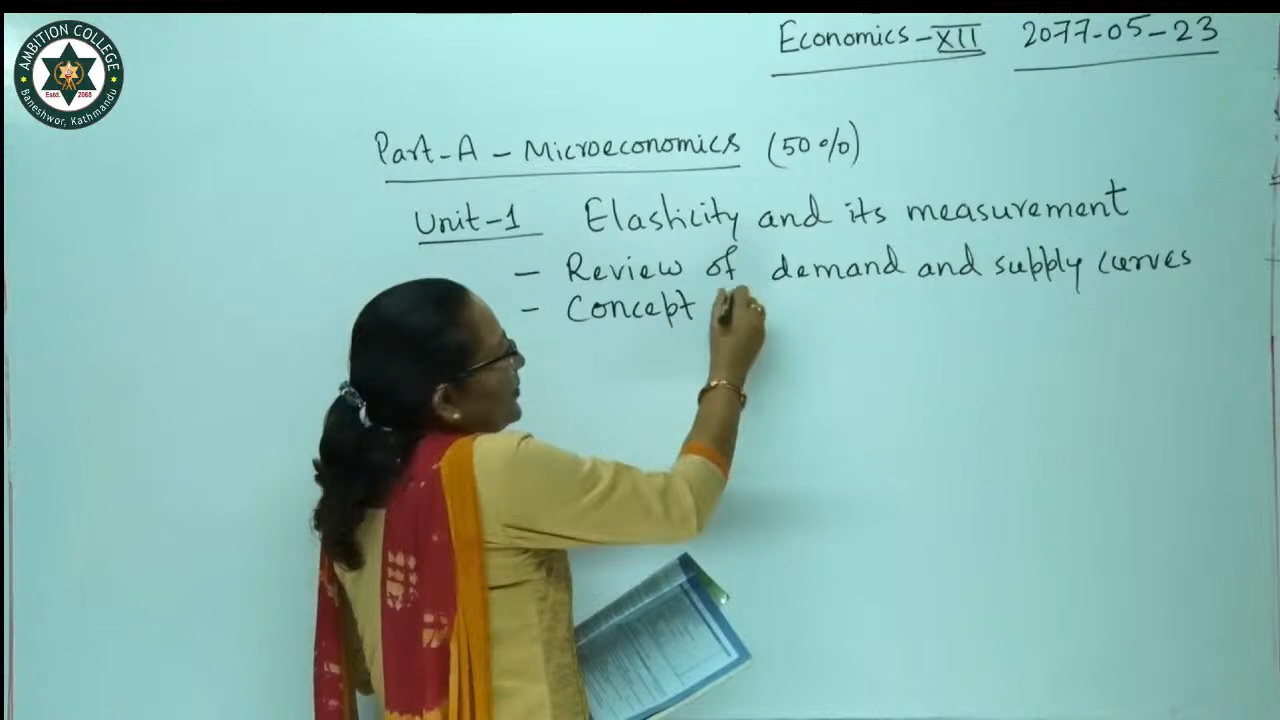 AMBITION COLLEGE
Estd. 2068
Baneshwor, Kathmandu
Economics - XII 2077-05-23
Part-A - Microeconomics (50%)
Unit-1 Elasticity and its measurement
- Review of demand and supply curves
- Concept